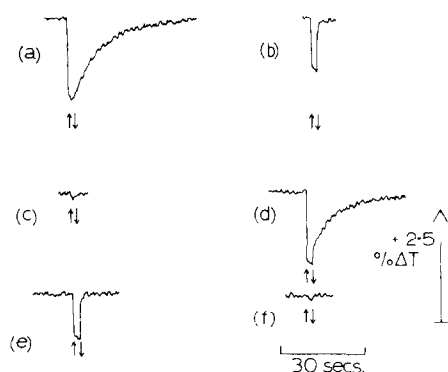 (a)
↑↓
(b)
↑↓
(c)
↑↓
(d)
↑↓
+ 2·5
% ΔT
(e)
↑↓
(f)
↑↓
30 secs.